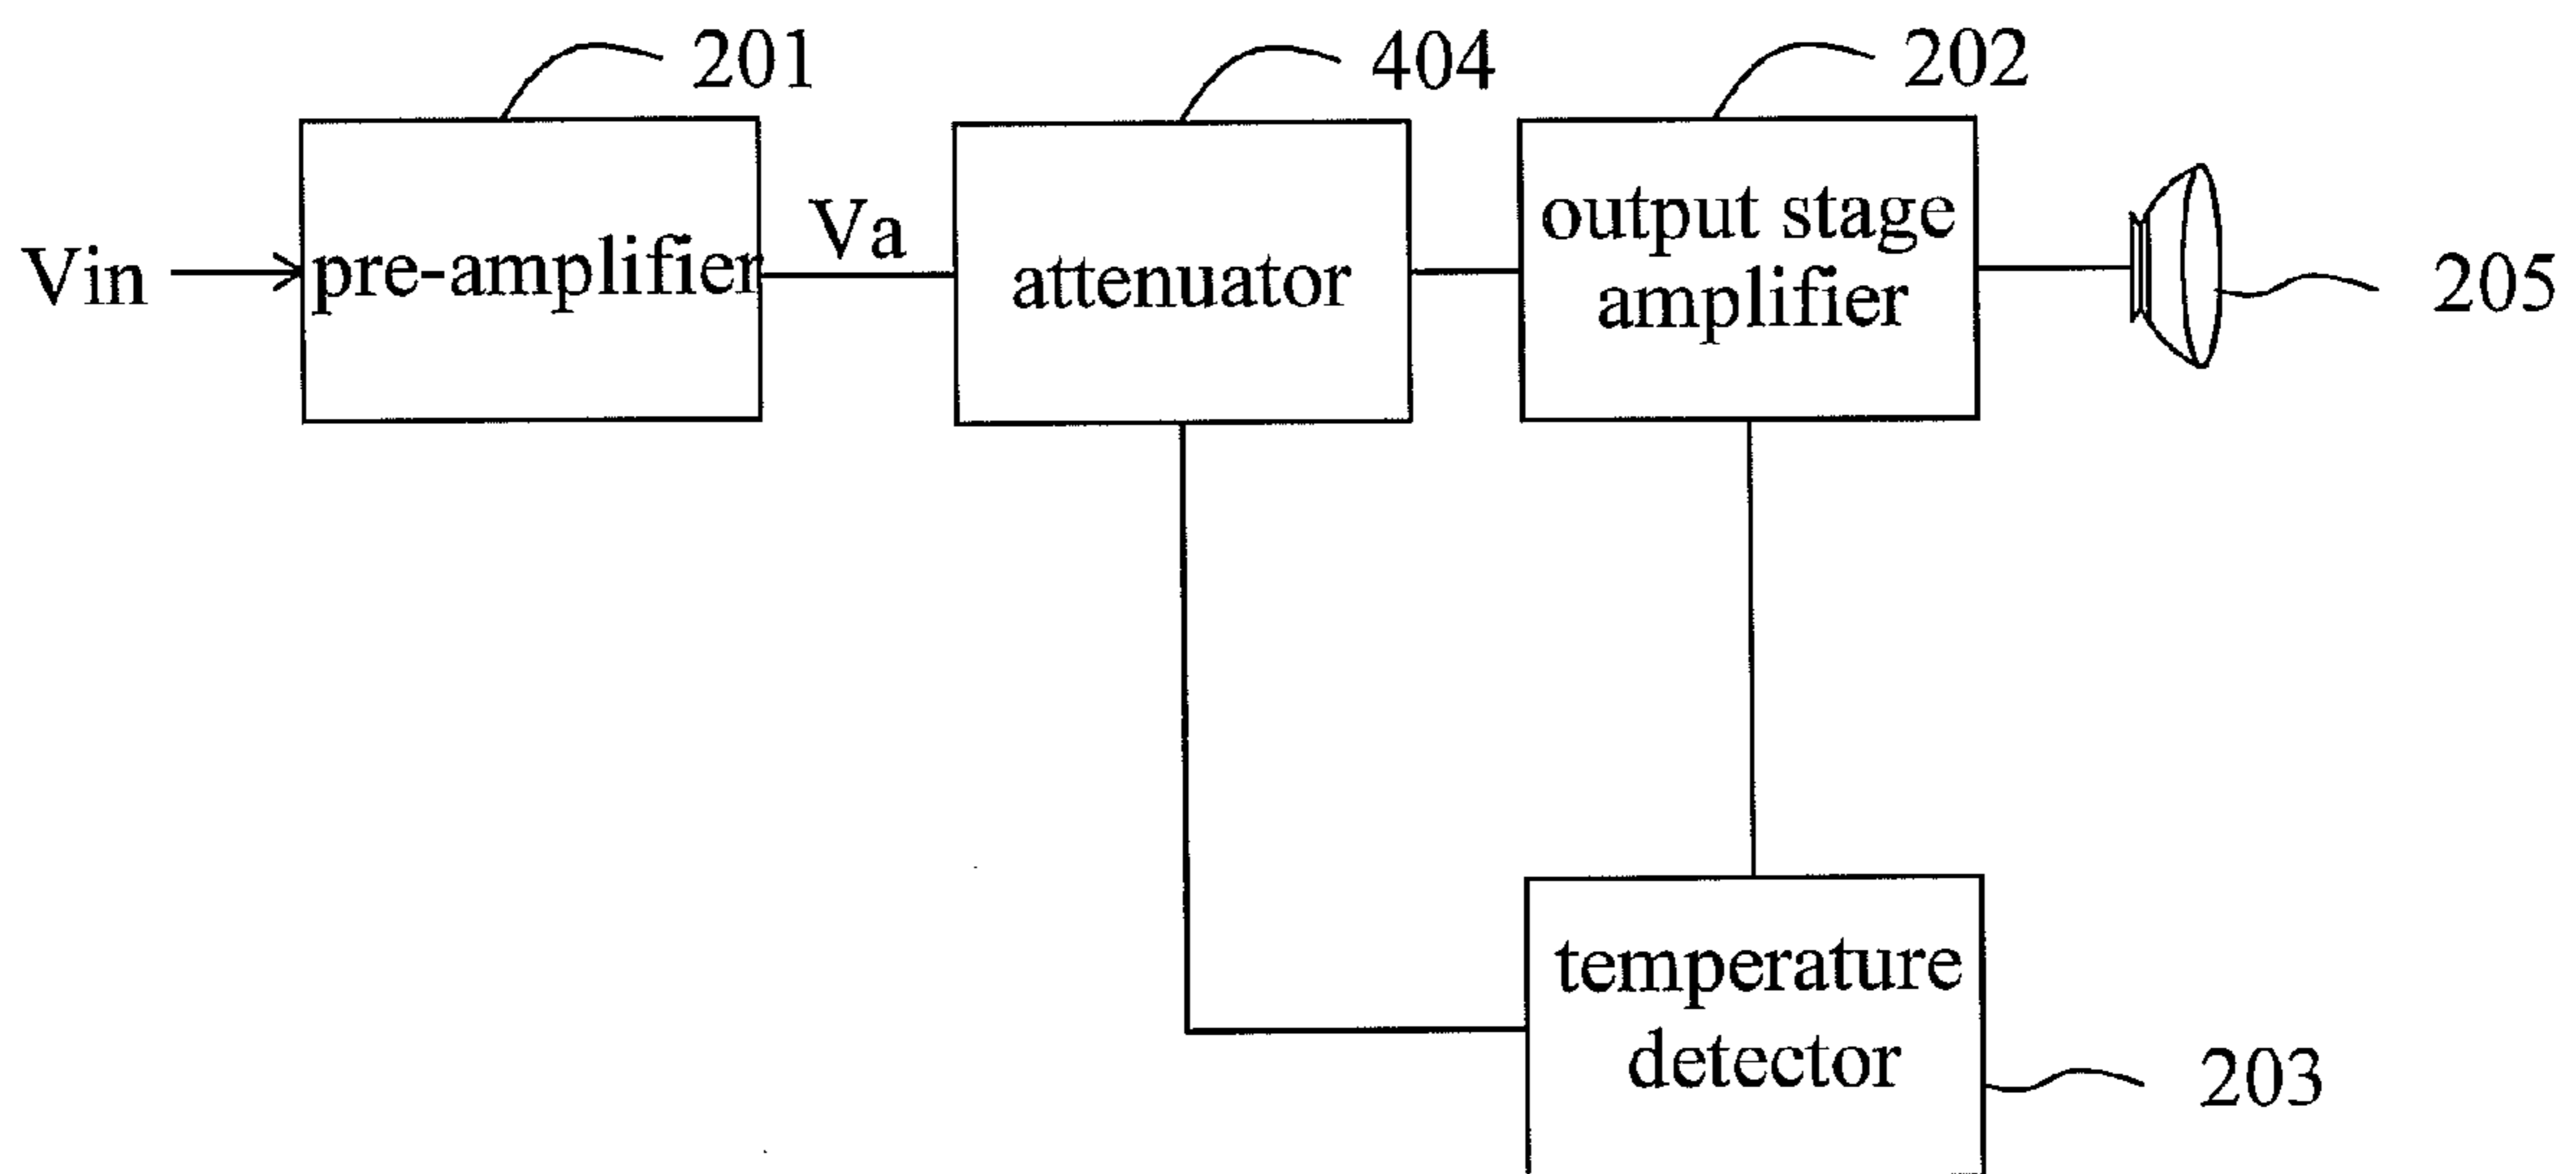 201
404
202
Vin
pre-amplifier
Va
attenuator
output stage
amplifier
205
temperature
detector
203